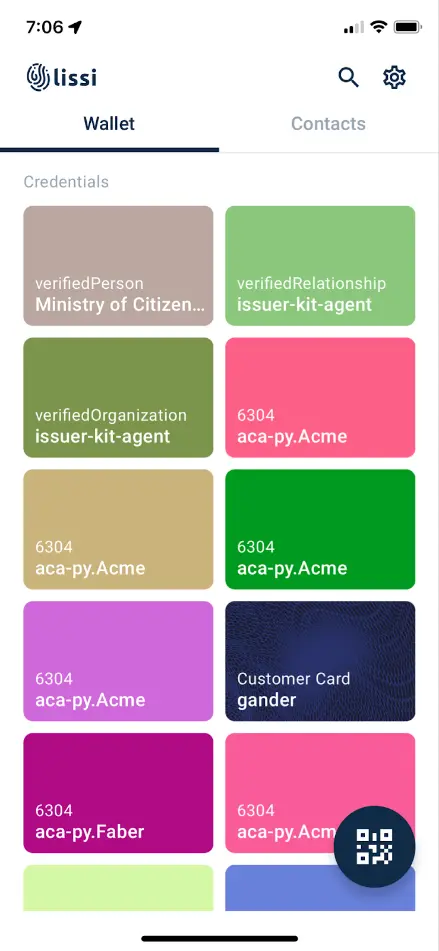 7:06
lissi
Wallet
Contacts
Credentials
verifiedPerson
Ministry of Citizen...
verifiedRelationship
issuer-kit-agent
verifiedOrganization
issuer-kit-agent
6304
aca-py.Acme
6304
aca-py.Acme
6304
aca-py.Acme
6304
aca-py.Acme
Customer Card
gander
6304
aca-py.Faber
6304
aca-py.Acm